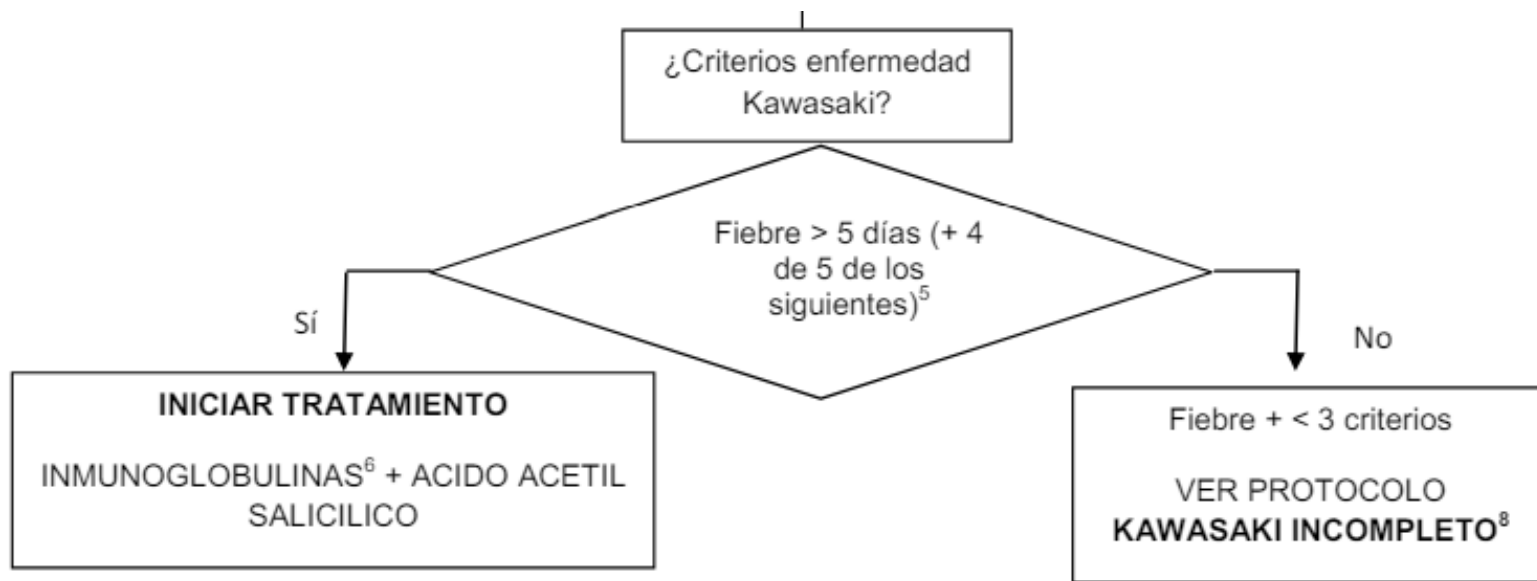 ¿Criterios enfermedad
Kawasaki?
Fiebre > 5 días (+ 4
de 5 de los
siguientes)⁵
Sí
No
INICIAR TRATAMIENTO
INMUNOGLOBULINAS⁶ + ACIDO ACETIL
SALICILICO
Fiebre + < 3 criterios
VER PROTOCOLO
KAWASAKI INCOMPLETO⁸